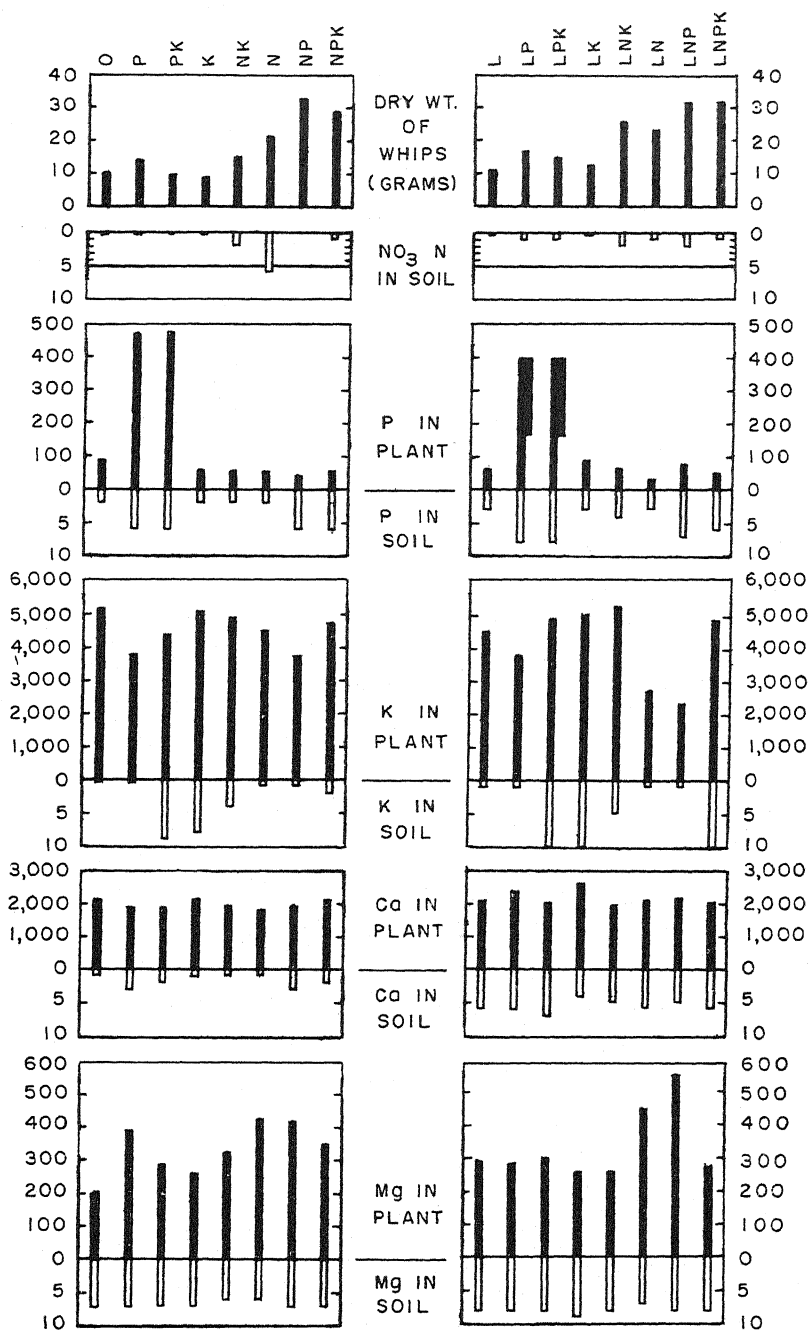 O P PK K NK N NP NPK L LP LPK LK LNK LN LNP LNPK
40 40
30 DRY WT. 30
20 OF 20
WHIPS
10 (GRAMS) 10
0 0
0 0
NO3 N
5 IN SOIL 5
10 10
500 500
400 400
300 300
200 P IN 200
100 PLANT 100
0 0
5 P IN 5
SOIL
10 10
6,000 6,000
5,000 5,000
4,000 4,000
3,000 3,000
2,000 K IN 2,000
1,000 PLANT 1,000
0 0
5 K IN 5
10 SOIL 10
3,000 3,000
2,000 Ca IN 2,000
1,000 PLANT 1,000
0 0
5 Ca IN 5
SOIL
10 10
600 600
500 500
400 400
300 300
200 Mg IN 200
100 PLANT 100
0 0
5 Mg IN 5
SOIL
10 10